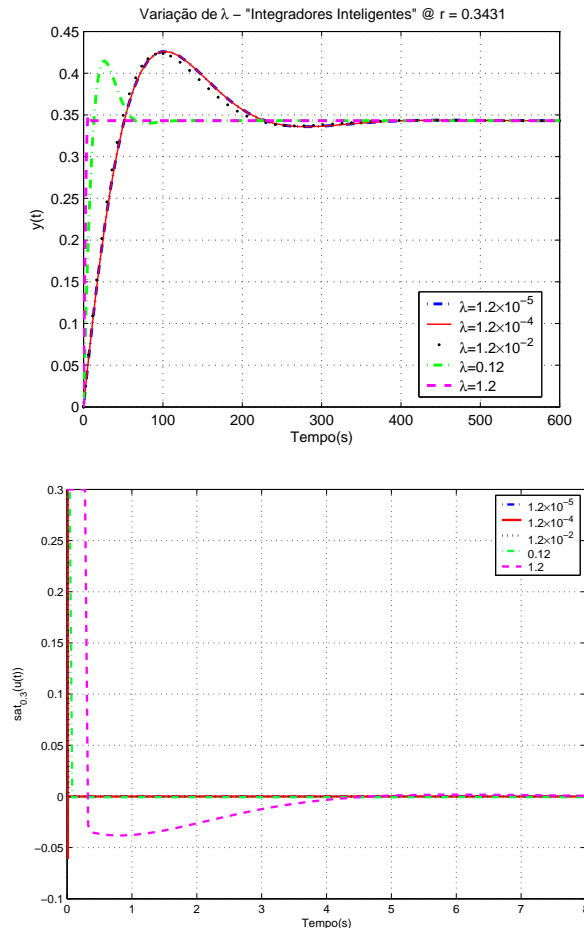 Variação de λ – "Integradores Inteligentes" @ r = 0.3431
0.45
0.4
0.35
0.3
0.25
0.2
0.15
0.1
0.05
0
y(t)
0 100 200 300 400 500 600
Tempo(s)
λ=1.2×10⁻⁵
λ=1.2×10⁻⁴
λ=1.2×10⁻²
λ=0.12
λ=1.2
0.3
0.25
0.2
0.15
0.1
0.05
0
−0.05
−0.1
sat₀.₃(u(t))
0 1 2 3 4 5 6 7 8
Tempo(s)
1.2×10⁻⁵
1.2×10⁻⁴
1.2×10⁻²
0.12
1.2